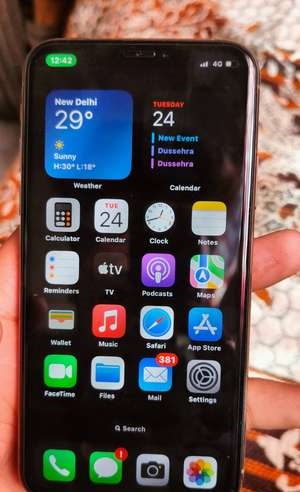 12:42
4G
New Delhi
29°
Sunny
H:30° L:18°
Weather
TUESDAY
24
New Event
Dussehra
Dussehra
Calendar
TUE
24
Calculator
Calendar
Clock
Notes
tv
Reminders
TV
Podcasts
Maps
Wallet
Music
Safari
App Store
381
FaceTime
Files
Mail
Settings
Search
!